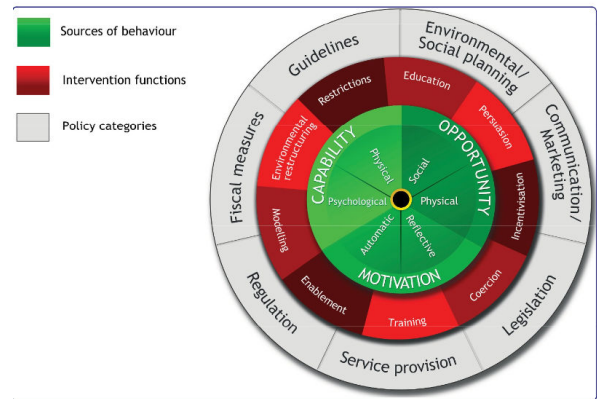 Sources of behaviour
Intervention functions
Policy categories
Guidelines
Environmental/
Social planning
Communication/
Marketing
Legislation
Service provision
Regulation
Fiscal measures
Restrictions
Education
Persuasion
Incentivisation
Coercion
Training
Enablement
Modelling
Environmental
restructuring
CAPABILITY
OPPORTUNITY
MOTIVATION
Physical
Social
Psychological
Physical
Automatic
Reflective